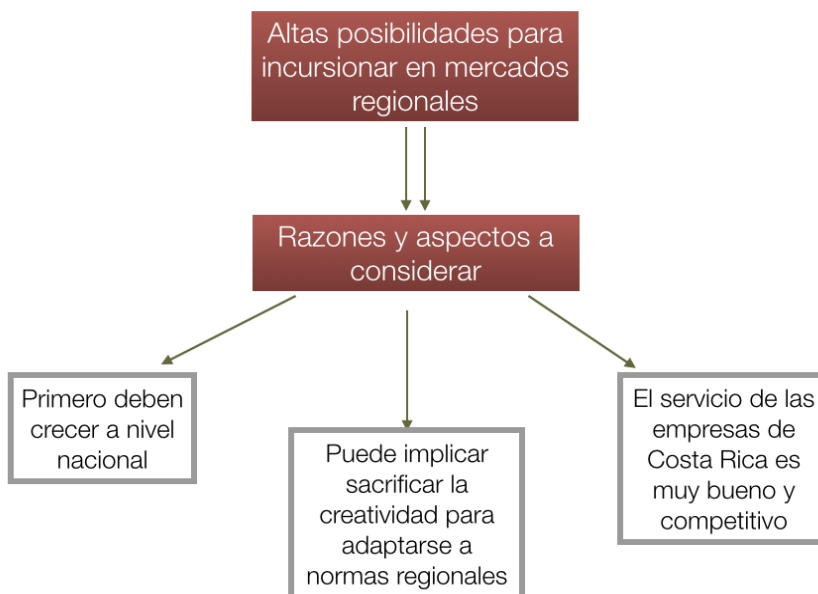 Altas posibilidades para
incursionar en mercados
regionales
Razones y aspectos a
considerar
Primero deben
crecer a nivel
nacional
Puede implicar
sacrificar la
creatividad para
adaptarse a
normas regionales
El servicio de las
empresas de
Costa Rica es
muy bueno y
competitivo